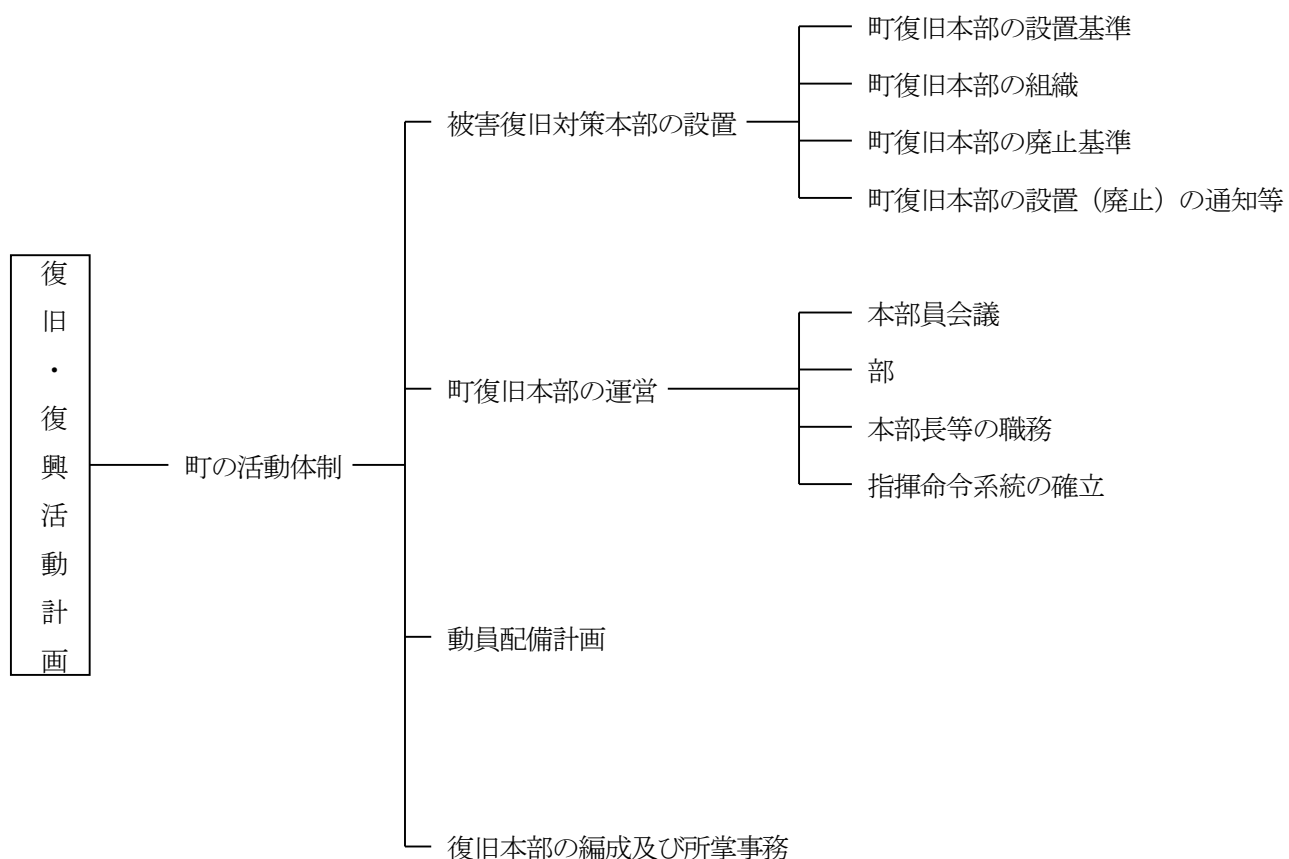 復旧・復興活動計画
町の活動体制
被害復旧対策本部の設置
町復旧本部の設置基準
町復旧本部の組織
町復旧本部の廃止基準
町復旧本部の設置（廃止）の通知等
町復旧本部の運営
本部員会議
部
本部長等の職務
指揮命令系統の確立
動員配備計画
復旧本部の編成及び所掌事務